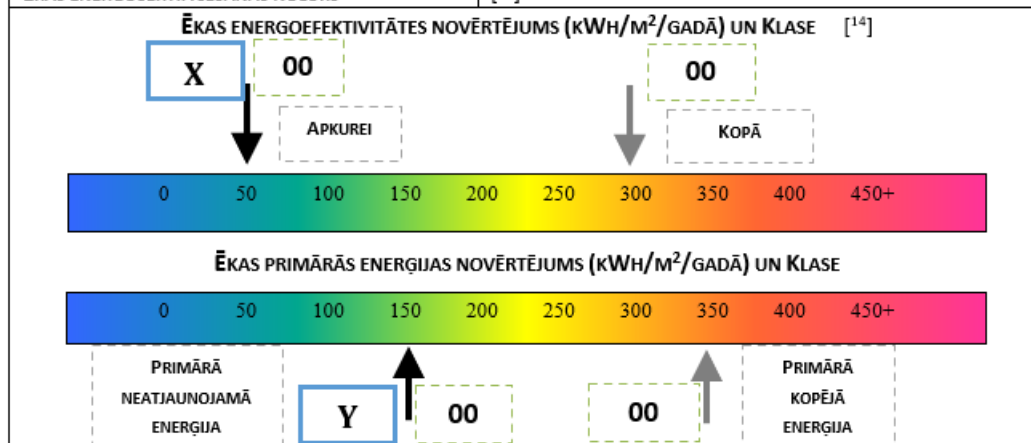 ĒKAS ENERGOEFEKTIVITĀTES NOVĒRTĒJUMS (KWH/M²/GADĀ) UN KLASE [14]
X 00 00
APKUREI KOPĀ
0 50 100 150 200 250 300 350 400 450+
ĒKAS PRIMĀRĀS ENERĢIJAS NOVĒRTĒJUMS (KWH/M²/GADĀ) UN KLASE
0 50 100 150 200 250 300 350 400 450+
PRIMĀRĀ
NEATJAUNOJAMĀ
ENERĢIJA
Y 00 00
PRIMĀRĀ
KOPĒJĀ
ENERĢIJA